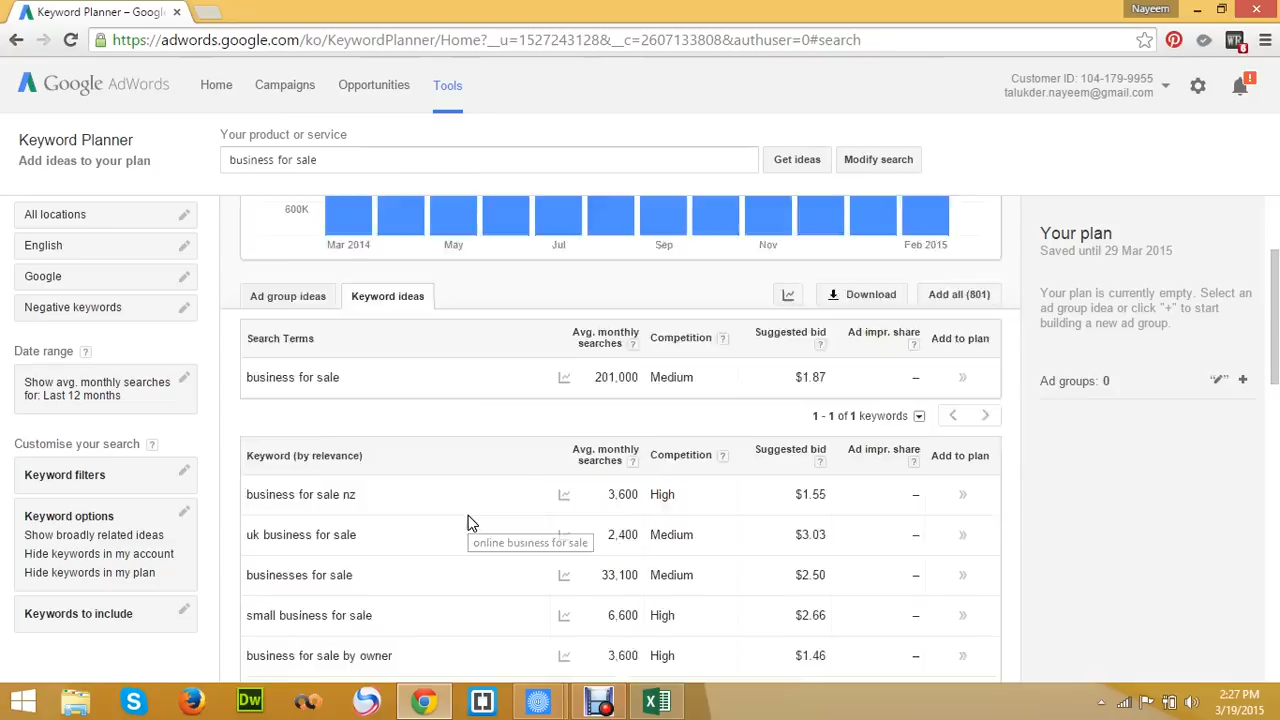 Keyword Planner – Googl
Nayeem
https://adwords.google.com/ko/KeywordPlanner/Home?__u=1527243128&__c=2607133808&authuser=0#search
WR
8
Google AdWords
Home
Campaigns
Opportunities
Tools
Customer ID: 104-179-9955
talukder.nayeem@gmail.com
!
Keyword Planner
Add ideas to your plan
Your product or service
business for sale
Get ideas
Modify search
All locations
English
Google
Negative keywords
Date range ?
Show avg. monthly searches
for: Last 12 months
Customise your search ?
Keyword filters
Keyword options
Show broadly related ideas
Hide keywords in my account
Hide keywords in my plan
Keywords to include
600K
Mar 2014 May Jul Sep Nov Feb 2015
Ad group ideas
Keyword ideas
Download
Add all (801)
Search Terms Avg. monthly searches ? Competition ? Suggested bid ? Ad impr. share ? Add to plan
business for sale 201,000 Medium $1.87 – »
1 - 1 of 1 keywords
Keyword (by relevance) Avg. monthly searches ? Competition ? Suggested bid ? Ad impr. share ? Add to plan
business for sale nz 3,600 High $1.55 – »
uk business for sale 2,400 Medium $3.03 – »
online business for sale
businesses for sale 33,100 Medium $2.50 – »
small business for sale 6,600 High $2.66 – »
business for sale by owner 3,600 High $1.46 – »
Your plan
Saved until 29 Mar 2015
Your plan is currently empty. Select an
ad group idea or click "+" to start
building a new ad group.
Ad groups: 0
Dw
2:27 PM
3/19/2015